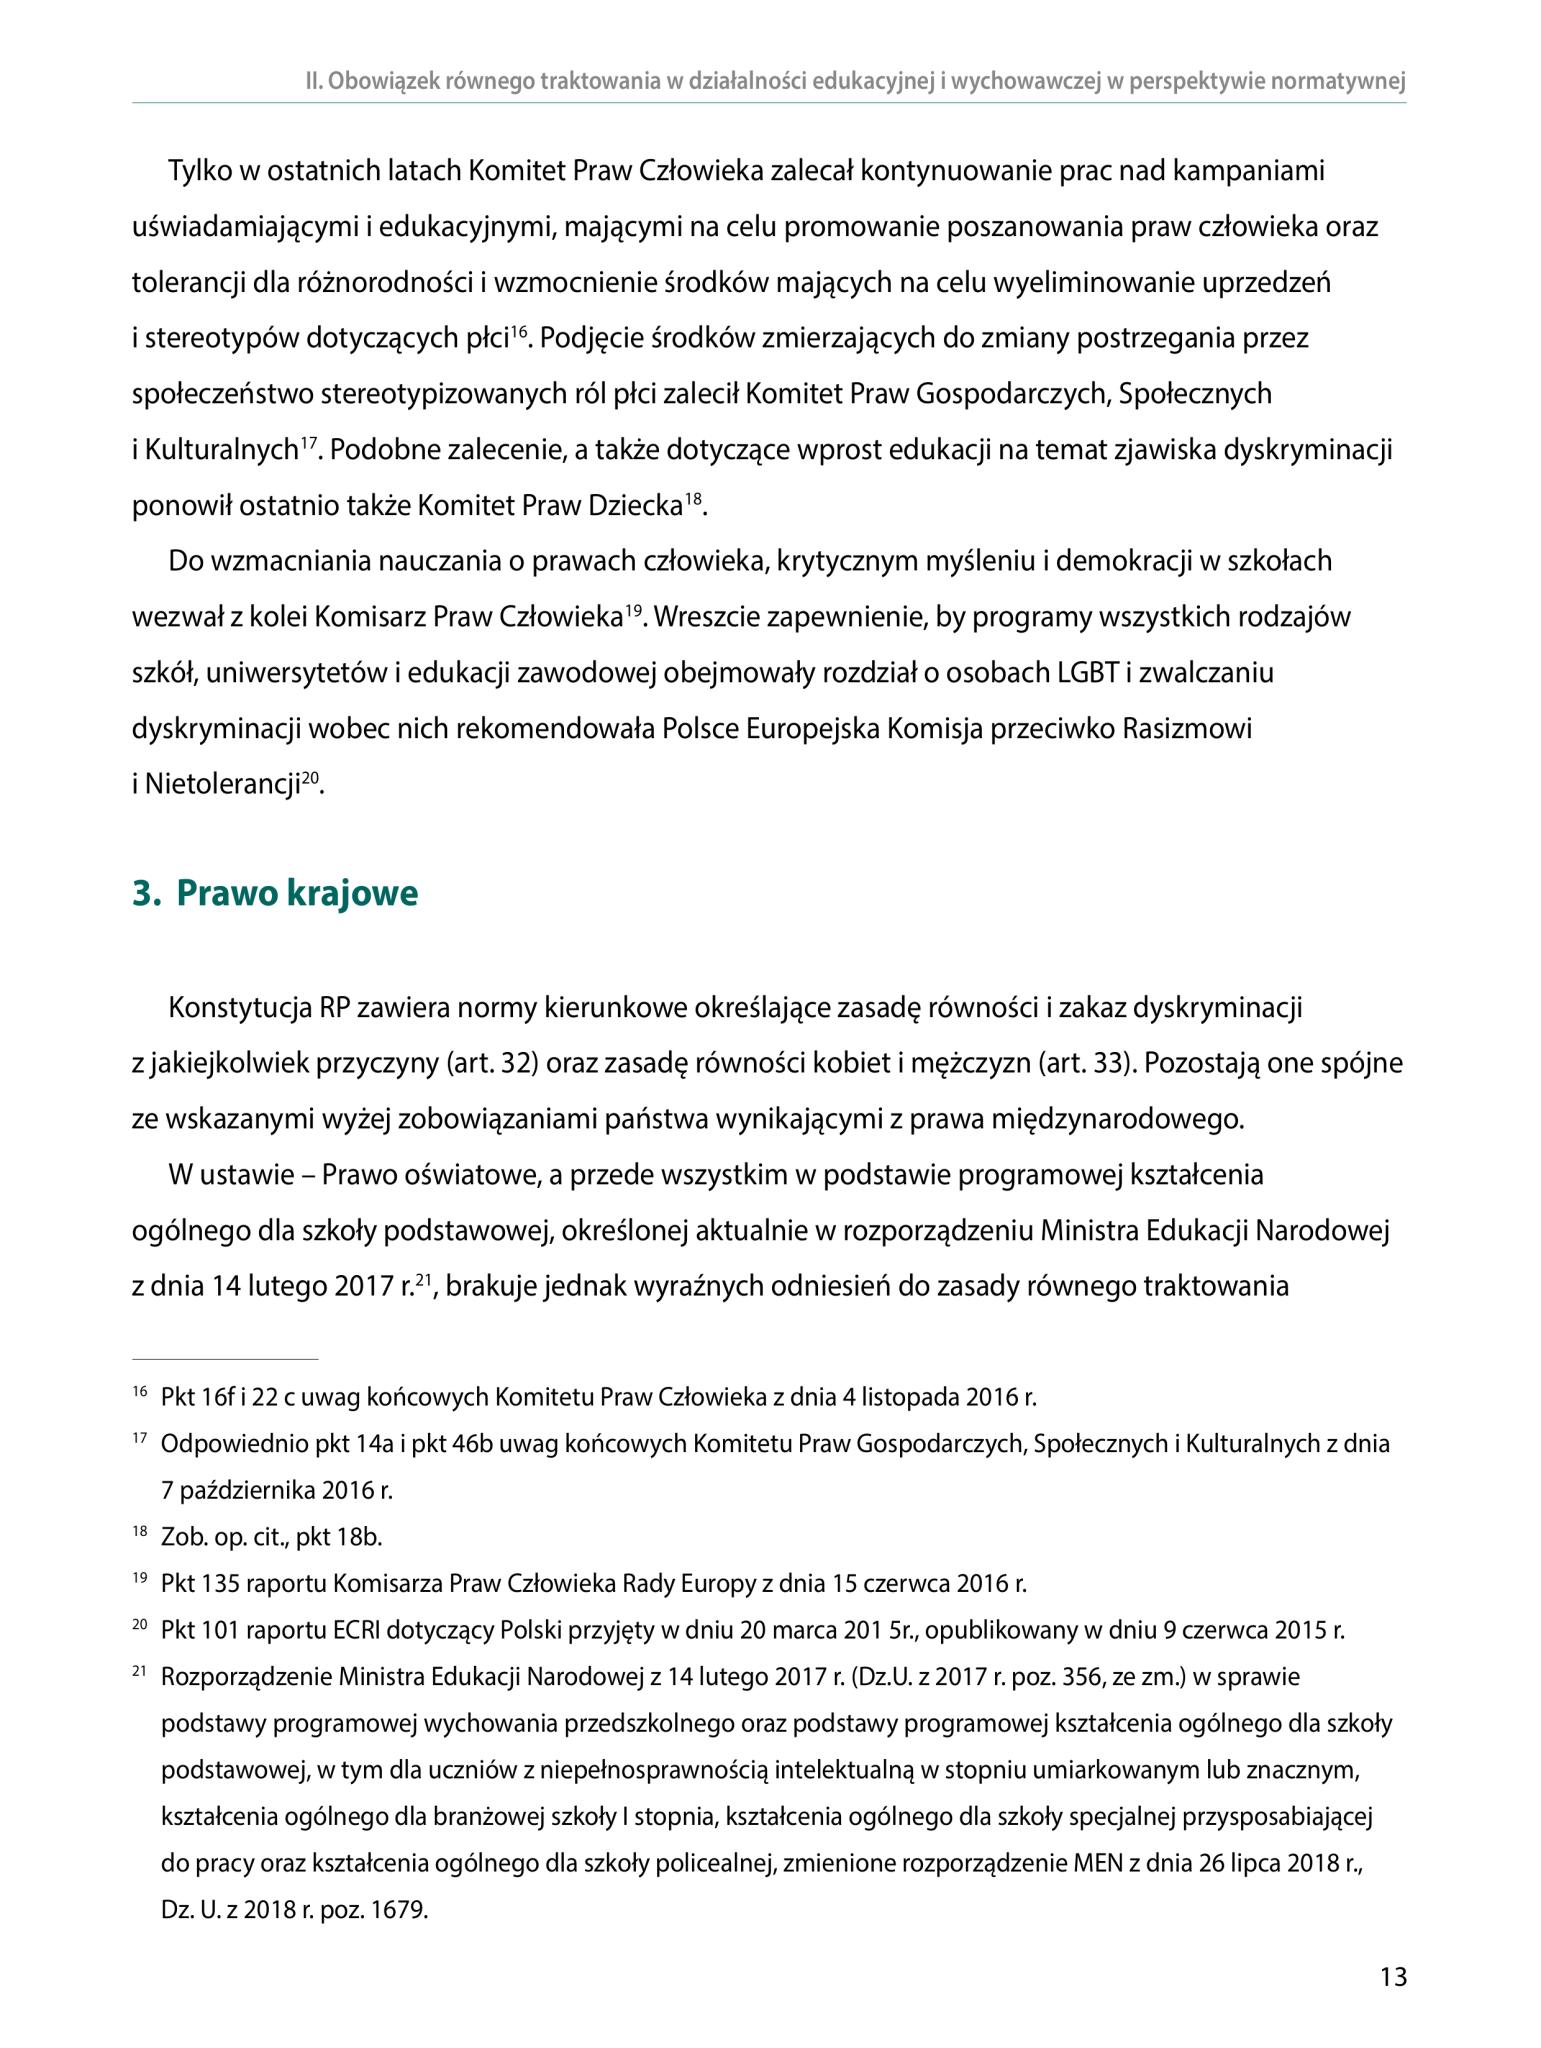 II. Obowiązek równego traktowania w działalności edukacyjnej i wychowawczej w perspektywie normatywnej
Tylko w ostatnich latach Komitet Praw Człowieka zalecał kontynuowanie prac nad kampaniami
uświadamiającymi i edukacyjnymi, mającymi na celu promowanie poszanowania praw człowieka oraz
tolerancji dla różnorodności i wzmocnienie środków mających na celu wyeliminowanie uprzedzeń
i stereotypów dotyczących płci16. Podjęcie środków zmierzających do zmiany postrzegania przez
społeczeństwo stereotypizowanych ról płci zalecił Komitet Praw Gospodarczych, Społecznych
i Kulturalnych17. Podobne zalecenie, a także dotyczące wprost edukacji na temat zjawiska dyskryminacji
ponowił ostatnio także Komitet Praw Dziecka18.
Do wzmacniania nauczania o prawach człowieka, krytycznym myśleniu i demokracji w szkołach
wezwał z kolei Komisarz Praw Człowieka19. Wreszcie zapewnienie, by programy wszystkich rodzajów
szkół, uniwersytetów i edukacji zawodowej obejmowały rozdział o osobach LGBT i zwalczaniu
dyskryminacji wobec nich rekomendowała Polsce Europejska Komisja przeciwko Rasizmowi
i Nietolerancji20.
3. Prawo krajowe
Konstytucja RP zawiera normy kierunkowe określające zasadę równości i zakaz dyskryminacji
z jakiejkolwiek przyczyny (art. 32) oraz zasadę równości kobiet i mężczyzn (art. 33). Pozostają one spójne
ze wskazanymi wyżej zobowiązaniami państwa wynikającymi z prawa międzynarodowego.
W ustawie – Prawo oświatowe, a przede wszystkim w podstawie programowej kształcenia
ogólnego dla szkoły podstawowej, określonej aktualnie w rozporządzeniu Ministra Edukacji Narodowej
z dnia 14 lutego 2017 r.21, brakuje jednak wyraźnych odniesień do zasady równego traktowania
16 Pkt 16f i 22 c uwag końcowych Komitetu Praw Człowieka z dnia 4 listopada 2016 r.
17 Odpowiednio pkt 14a i pkt 46b uwag końcowych Komitetu Praw Gospodarczych, Społecznych i Kulturalnych z dnia
7 października 2016 r.
18 Zob. op. cit., pkt 18b.
19 Pkt 135 raportu Komisarza Praw Człowieka Rady Europy z dnia 15 czerwca 2016 r.
20 Pkt 101 raportu ECRI dotyczący Polski przyjęty w dniu 20 marca 201 5r., opublikowany w dniu 9 czerwca 2015 r.
21 Rozporządzenie Ministra Edukacji Narodowej z 14 lutego 2017 r. (Dz.U. z 2017 r. poz. 356, ze zm.) w sprawie
podstawy programowej wychowania przedszkolnego oraz podstawy programowej kształcenia ogólnego dla szkoły
podstawowej, w tym dla uczniów z niepełnosprawnością intelektualną w stopniu umiarkowanym lub znacznym,
kształcenia ogólnego dla branżowej szkoły I stopnia, kształcenia ogólnego dla szkoły specjalnej przysposabiającej
do pracy oraz kształcenia ogólnego dla szkoły policealnej, zmienione rozporządzenie MEN z dnia 26 lipca 2018 r.,
Dz. U. z 2018 r. poz. 1679.
13